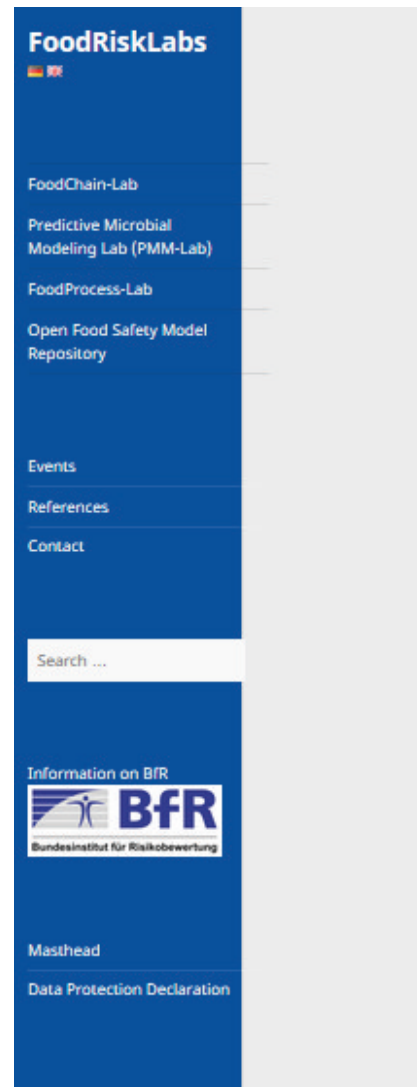 FoodRiskLabs
FoodChain-Lab
Predictive Microbial
Modeling Lab (PMM-Lab)
FoodProcess-Lab
Open Food Safety Model
Repository
Events
References
Contact
Search ...
Information on BfR
BfR
Bundesinstitut für Risikobewertung
Masthead
Data Protection Declaration